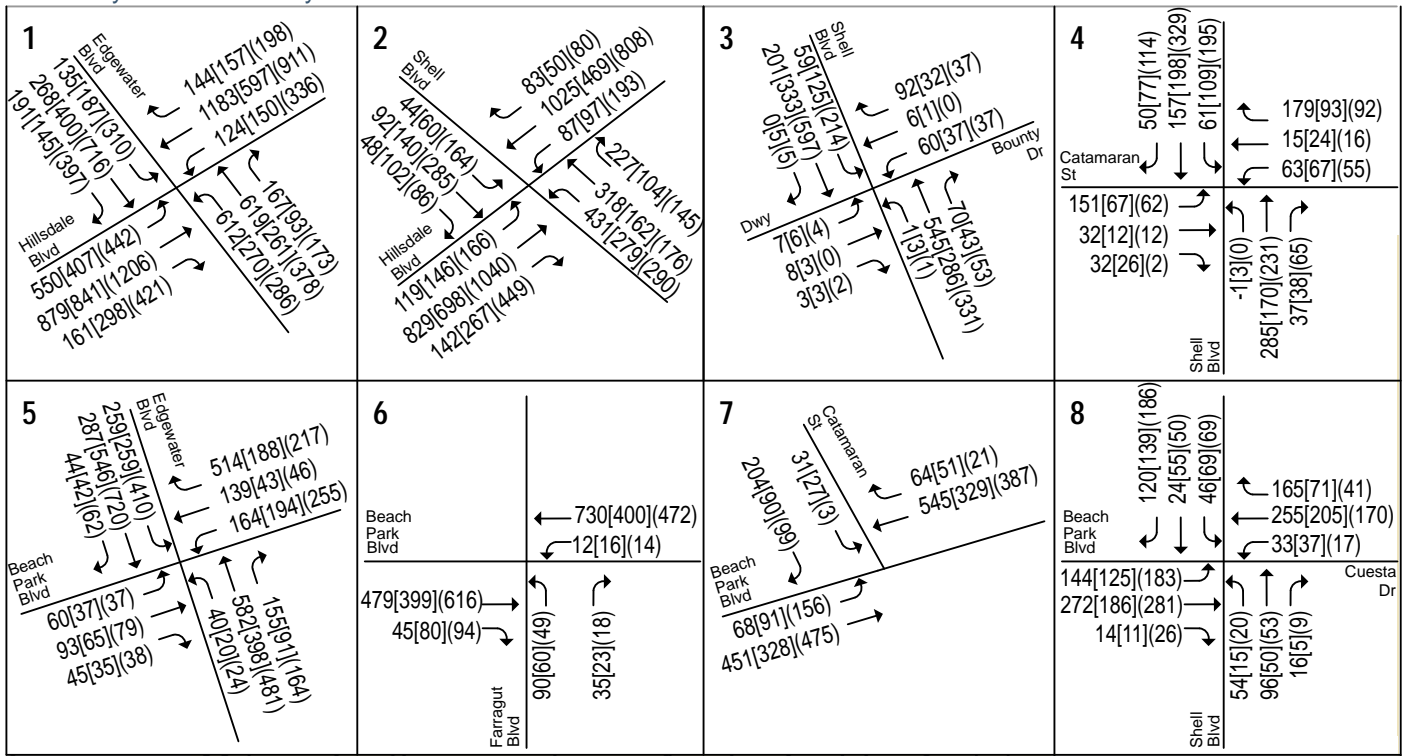 1
Edgewater
Blvd
135[187](310)
268[400](716)
191[145](397)
144[157](198)
1183[597](911)
124[150](336)
Hillsdale
Blvd
550[407](442)
879[841](1206)
161[298](421)
612[270](286)
619[261](378)
167[93](173)
2
Shell
Blvd
44[60](164)
92[140](285)
48[102](86)
83[50](80)
1025[469](808)
87[97](193)
Hillsdale
Blvd
119[146](166)
829[698](1040)
142[267](449)
431[279](290)
318[162](176)
227[104](145)
3
Shell
Blvd
59[125](214)
201[333](597)
0[5](5)
92[32](37)
6[1](0)
60[37](37)
Bounty
Dr
Dwy
7[6](4)
8[3](0)
3[3](2)
1[3](1)
545[286](331)
70[43](53)
4
50[77](114)
157[198](329)
61[109](195)
179[93](92)
15[24](16)
63[67](55)
Catamaran
St
151[67](62)
32[12](12)
32[26](2)
-1[3](0)
285[170](231)
37[38](65)
Shell
Blvd
5
Edgewater
Blvd
259[259](410)
287[546](720)
44[42](62)
514[188](217)
139[43](46)
164[194](255)
Beach
Park
Blvd
60[37](37)
93[65](79)
45[35](38)
40[20](24)
582[398](481)
155[91](164)
6
Beach
Park
Blvd
730[400](472)
12[16](14)
479[399](616)
45[80](94)
90[60](49)
35[23](18)
Farragut
Blvd
7
Catamaran
St
31[27](3)
204[90](99)
64[51](21)
545[329](387)
Beach
Park
Blvd
68[91](156)
451[328](475)
8
120[139](186)
24[55](50)
46[69](69)
165[71](41)
255[205](170)
33[37](17)
Beach
Park
Blvd
Cuesta
Dr
144[125](183)
272[186](281)
14[11](26)
54[15](20)
96[50](53)
16[5](9)
Shell
Blvd